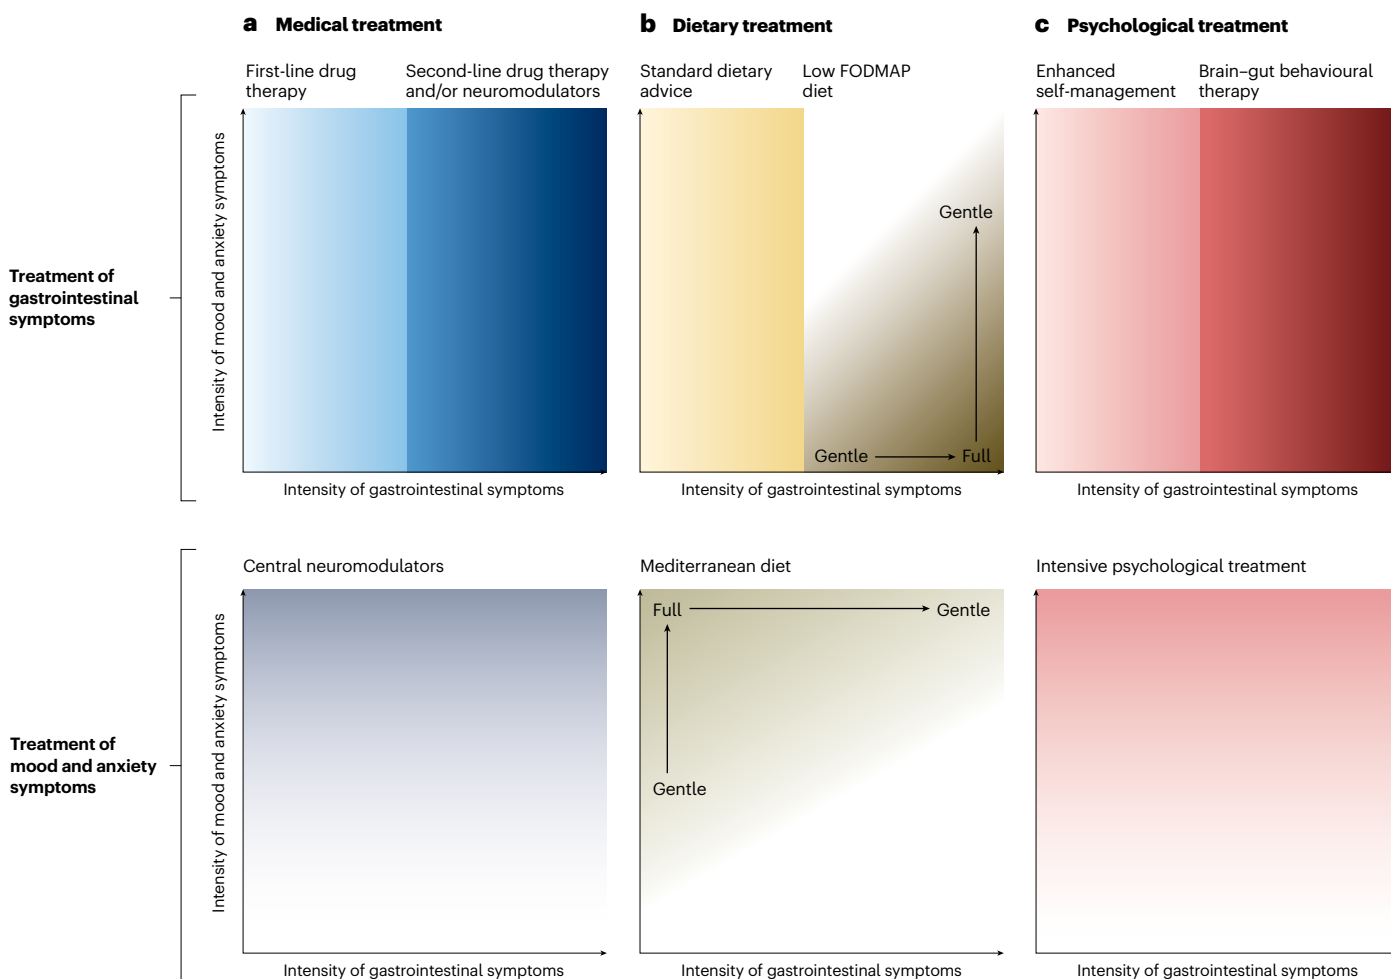 a Medical treatment
b Dietary treatment
c Psychological treatment
First-line drug
therapy
Second-line drug therapy
and/or neuromodulators
Standard dietary
advice
Low FODMAP
diet
Enhanced
self-management
Brain–gut behavioural
therapy
Treatment of
gastrointestinal
symptoms
Intensity of mood and anxiety symptoms
Gentle
Gentle
Full
Intensity of gastrointestinal symptoms
Intensity of gastrointestinal symptoms
Intensity of gastrointestinal symptoms
Central neuromodulators
Mediterranean diet
Intensive psychological treatment
Treatment of
mood and anxiety
symptoms
Intensity of mood and anxiety symptoms
Full
Gentle
Gentle
Intensity of gastrointestinal symptoms
Intensity of gastrointestinal symptoms
Intensity of gastrointestinal symptoms